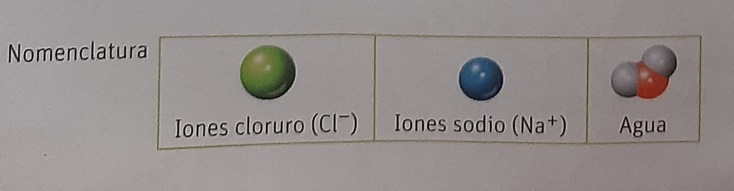 Nomenclatura
Iones cloruro (Cl⁻) Iones sodio (Na⁺) Agua